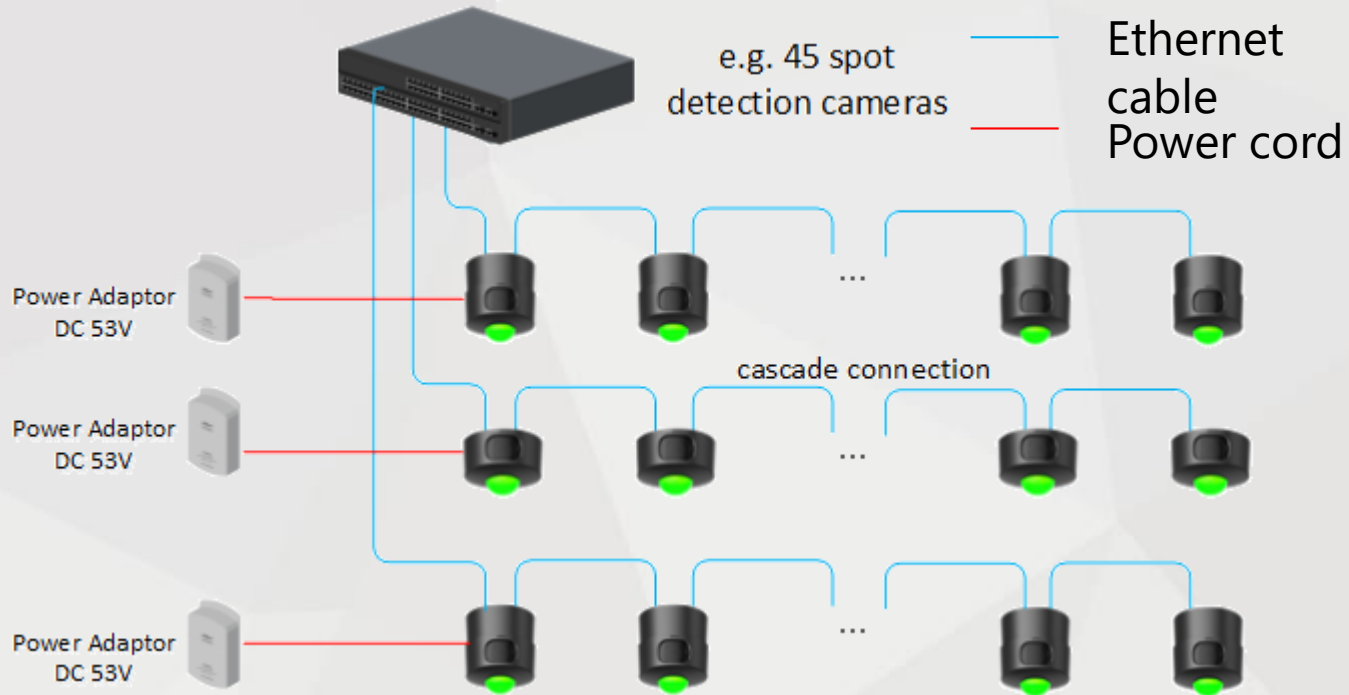 e.g. 45 spot
detection cameras
Ethernet
cable
Power cord
Power Adaptor
DC 53V
...
cascade connection
Power Adaptor
DC 53V
...
Power Adaptor
DC 53V
...